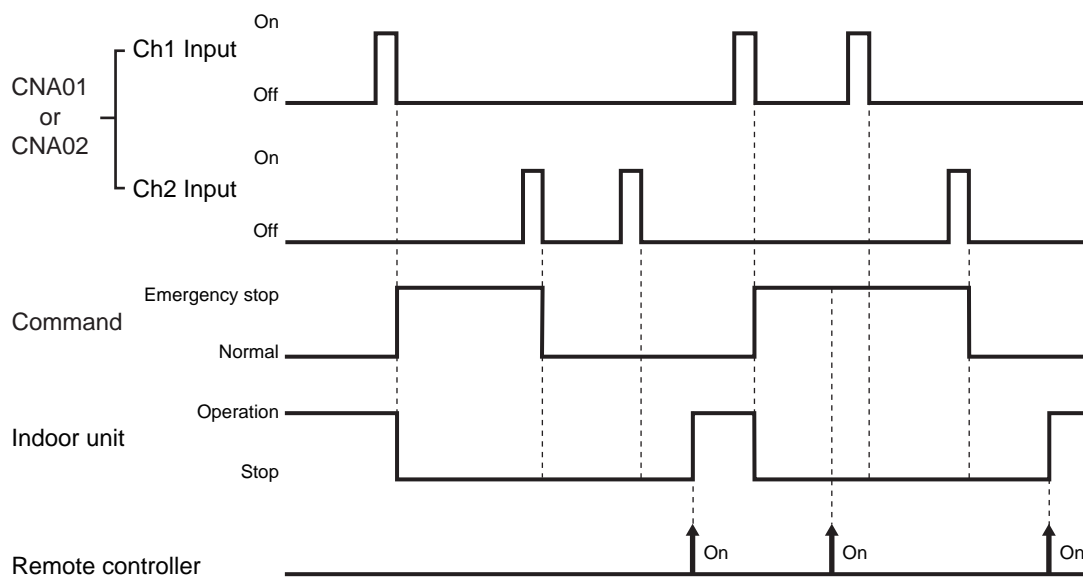 On
Ch1 Input
Off
CNA01
or
CNA02
On
Ch2 Input
Off
Emergency stop
Command
Normal
Operation
Indoor unit
Stop
On
On
On
Remote controller